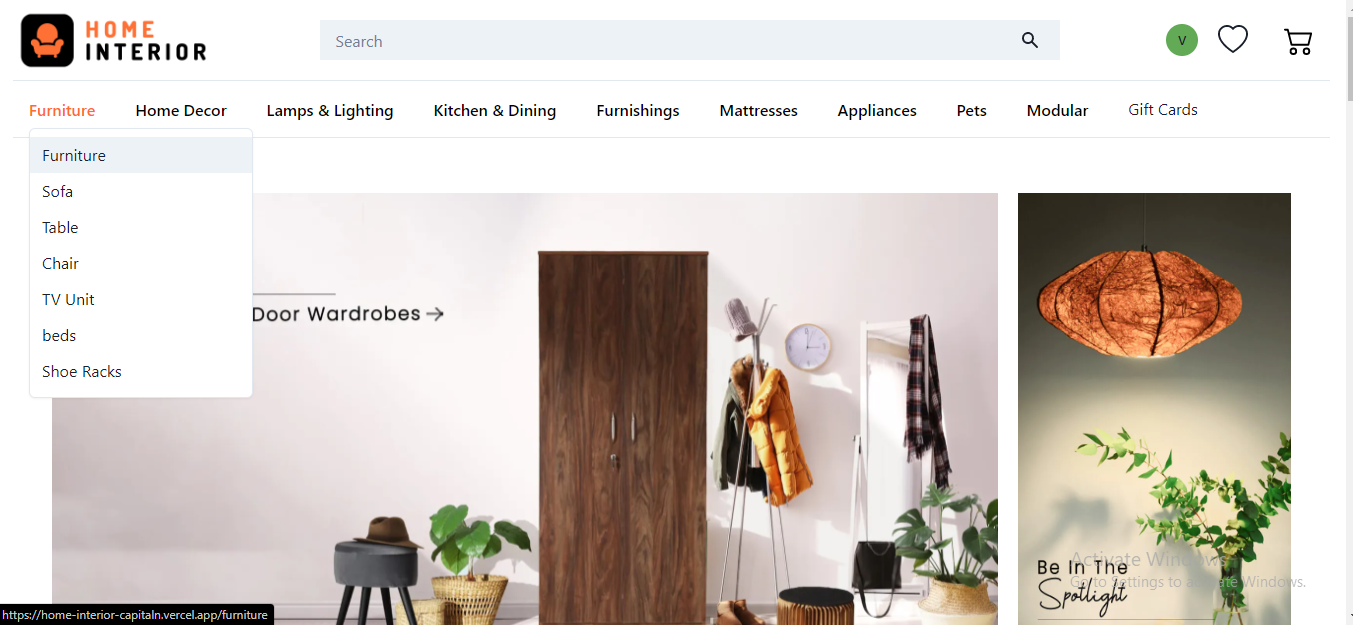 HOME
INTERIOR
Search
V
Furniture
Home Decor
Lamps & Lighting
Kitchen & Dining
Furnishings
Mattresses
Appliances
Pets
Modular
Gift Cards
Furniture
Sofa
Table
Chair
TV Unit
beds
Shoe Racks
Door Wardrobes
Be In The
Spotlight
Activate Windows
Go to Settings to activate Windows.
https://home-interior-capitaln.vercel.app/furniture